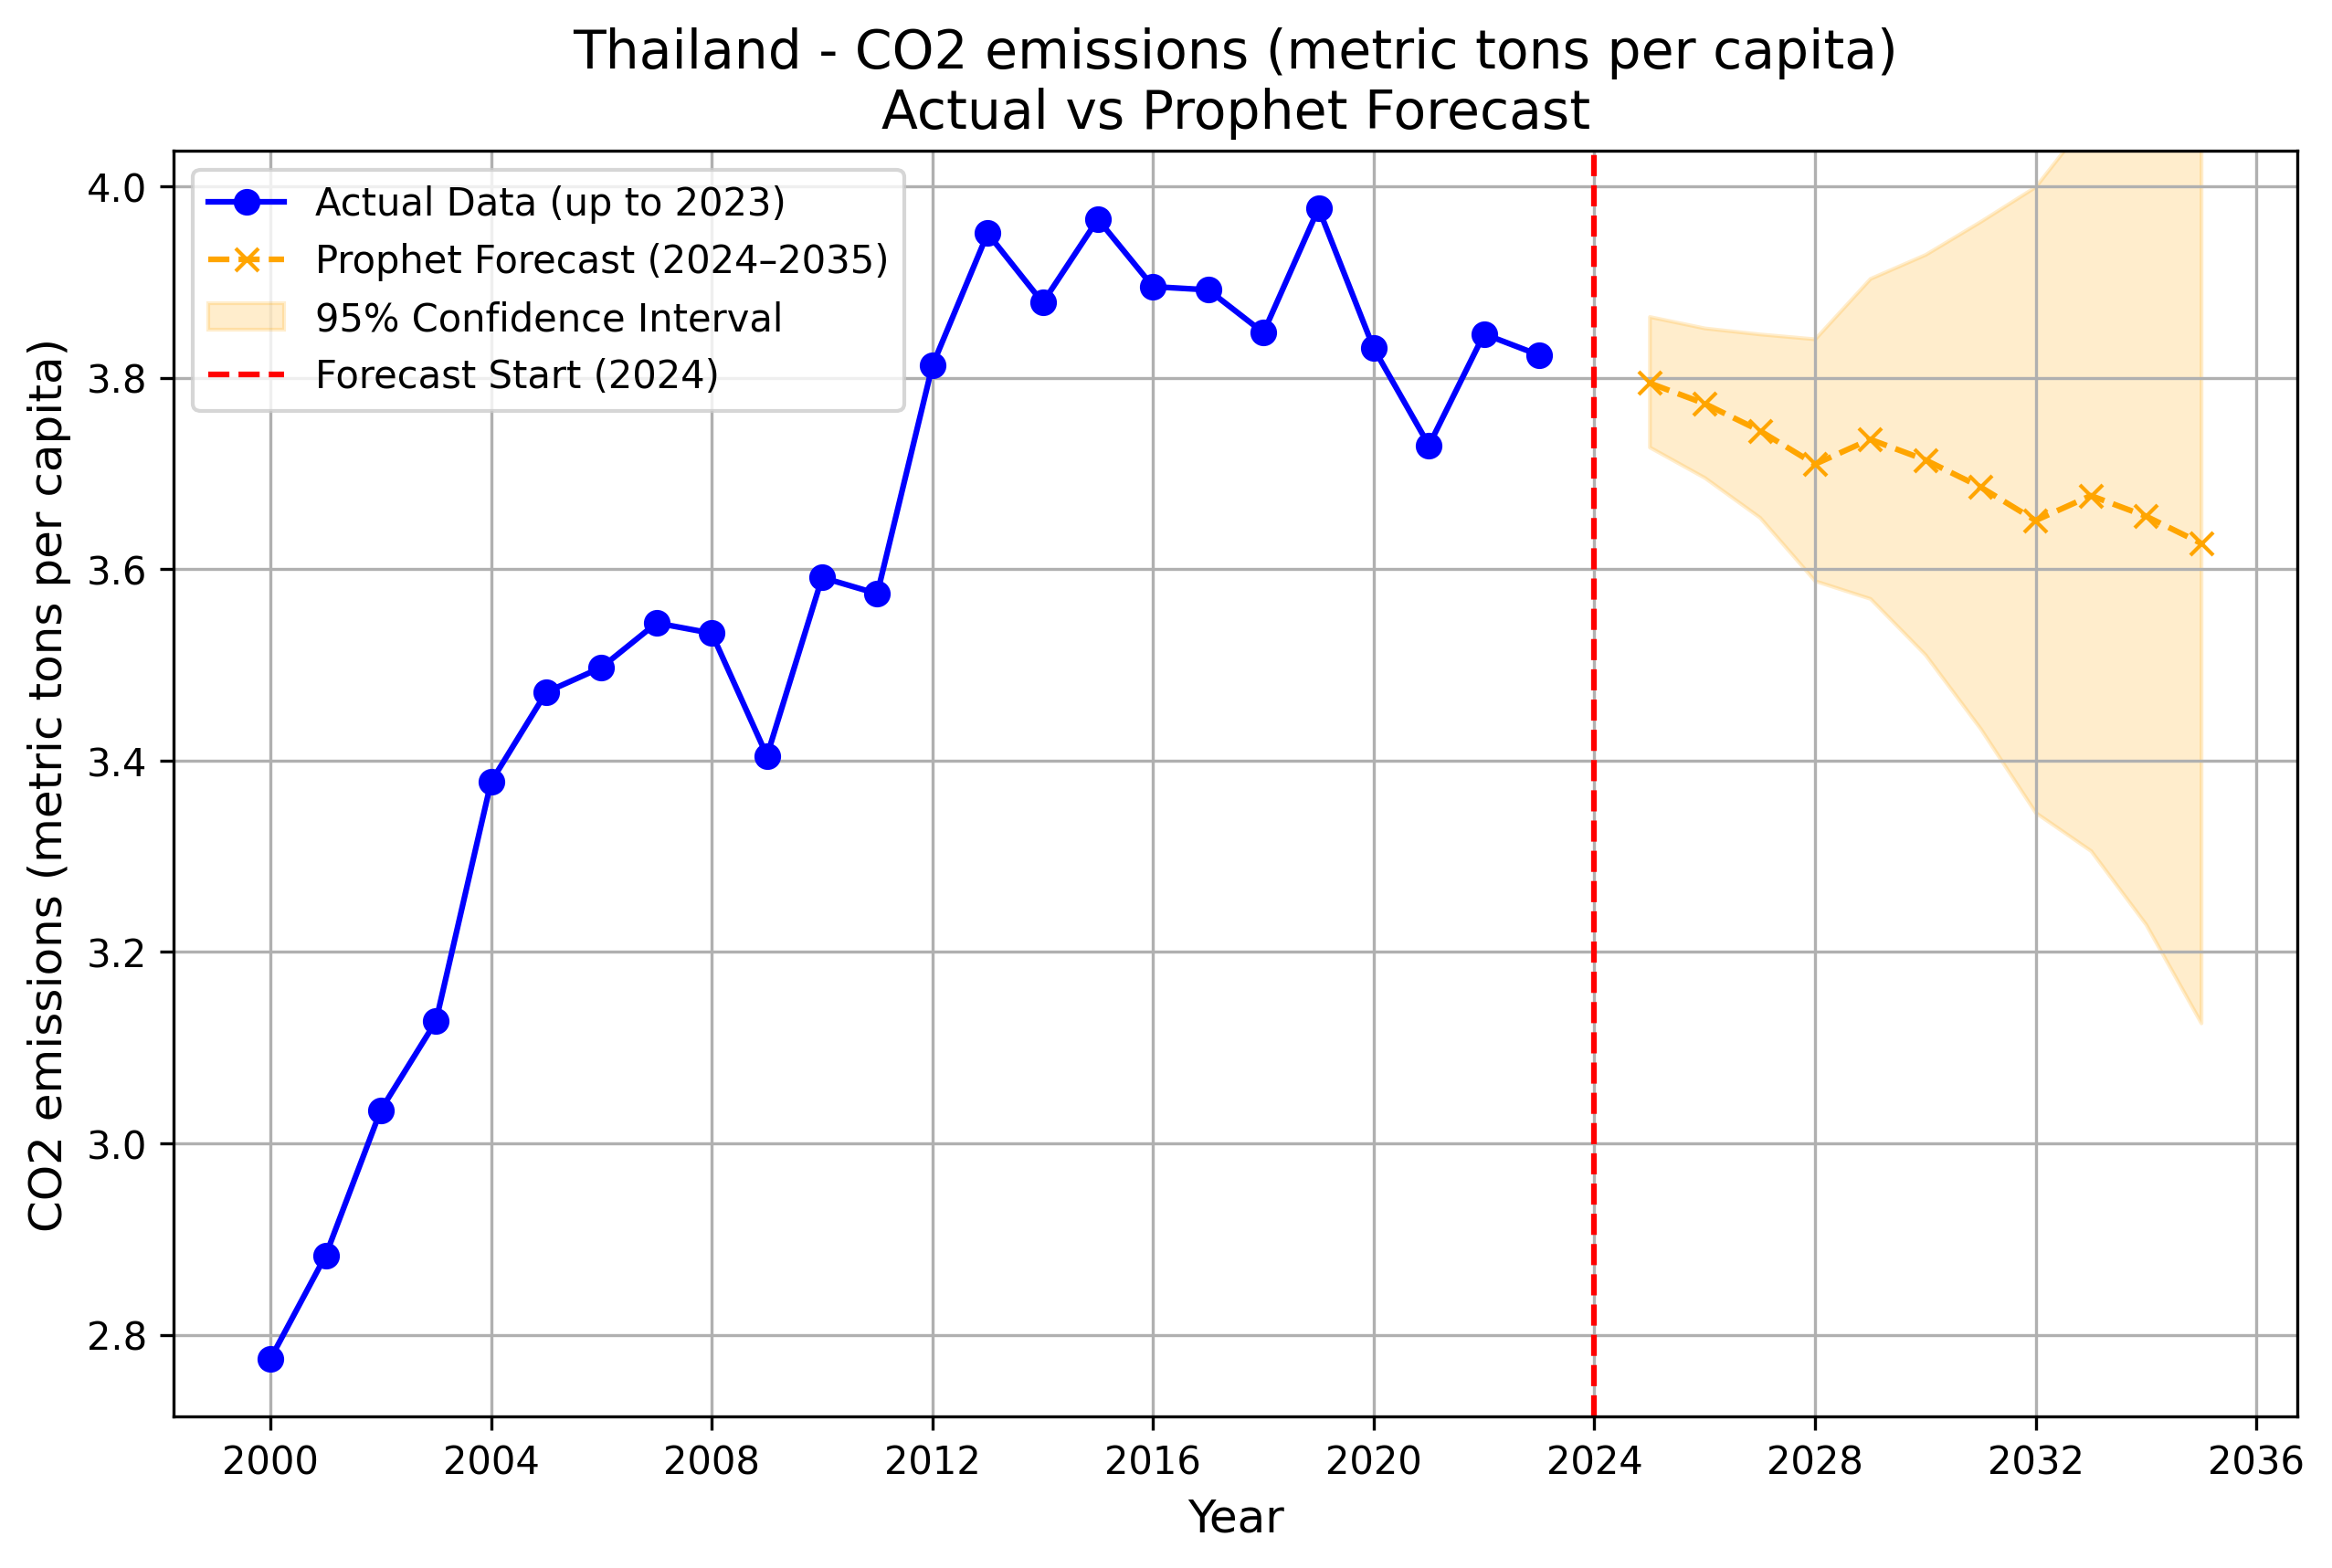 Thailand - CO2 emissions (metric tons per capita)
Actual vs Prophet Forecast
Actual Data (up to 2023)
Prophet Forecast (2024–2035)
95% Confidence Interval
Forecast Start (2024)
CO2 emissions (metric tons per capita)
4.0
3.8
3.6
3.4
3.2
3.0
2.8
2000 2004 2008 2012 2016 2020 2024 2028 2032 2036
Year